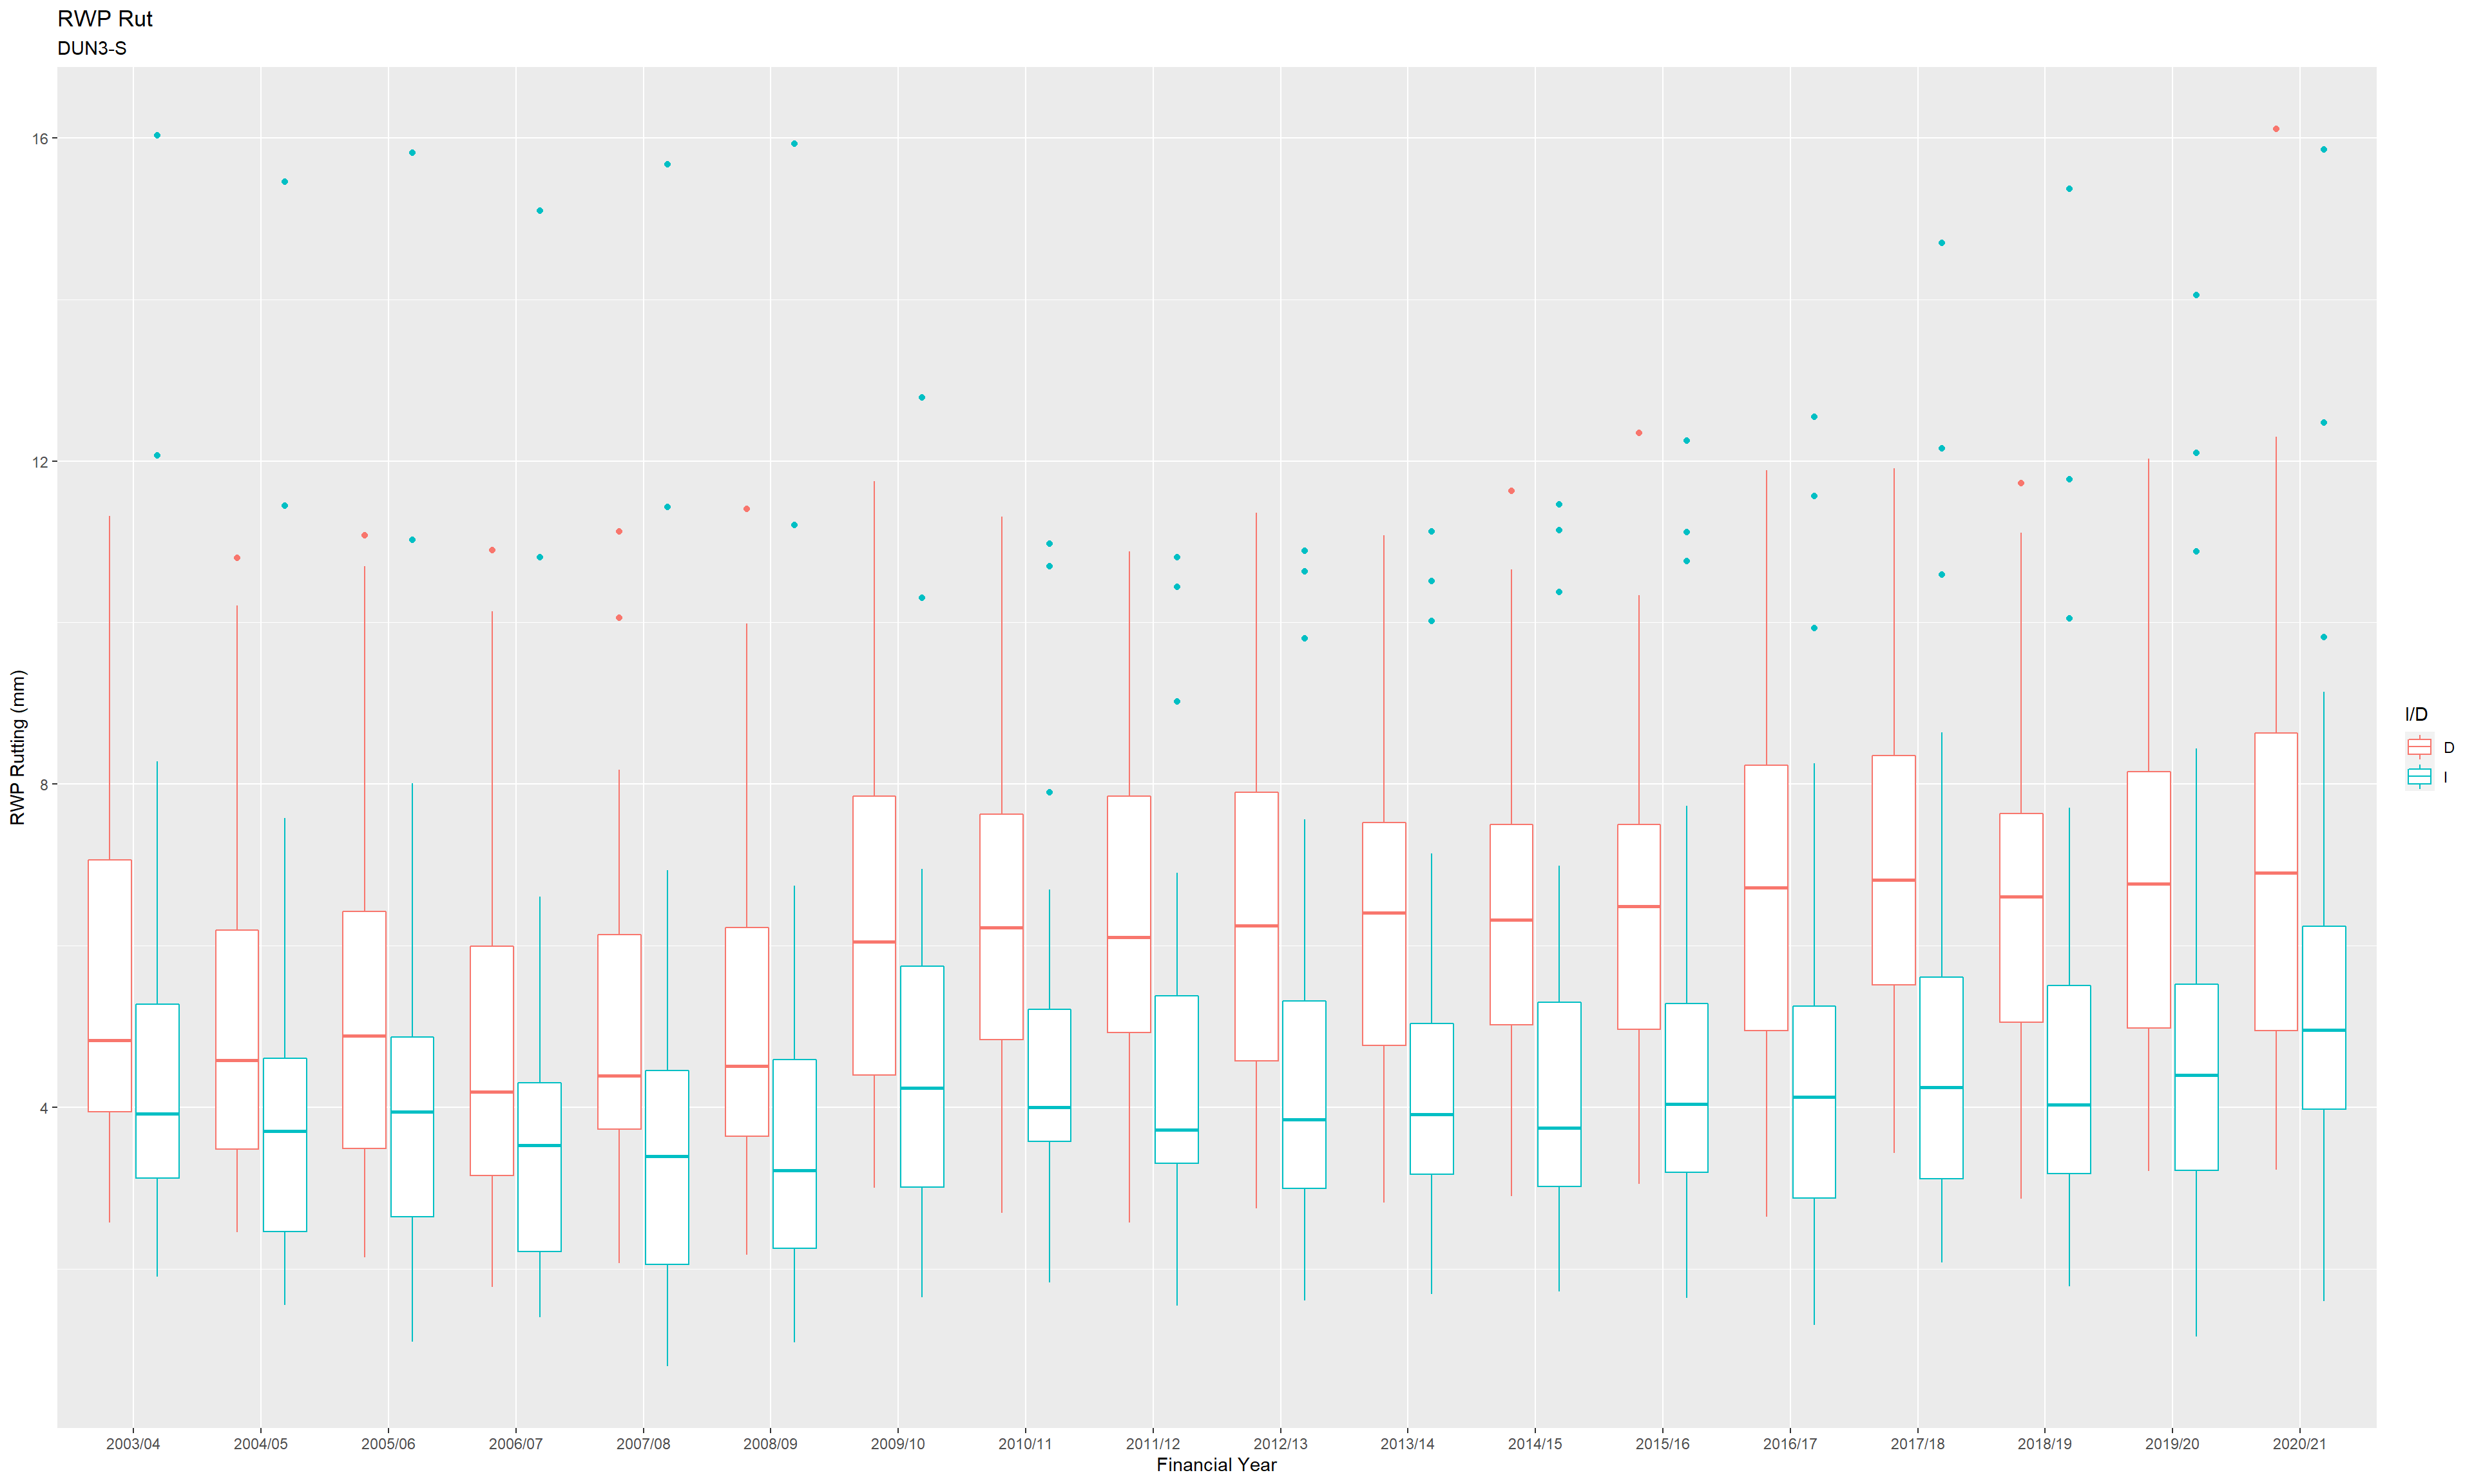 RWP Rut
DUN3-S
RWP Rutting (mm)
16
12
8
4
2003/04 2004/05 2005/06 2006/07 2007/08 2008/09 2009/10 2010/11 2011/12 2012/13 2013/14 2014/15 2015/16 2016/17 2017/18 2018/19 2019/20 2020/21
Financial Year
I/D
D
I